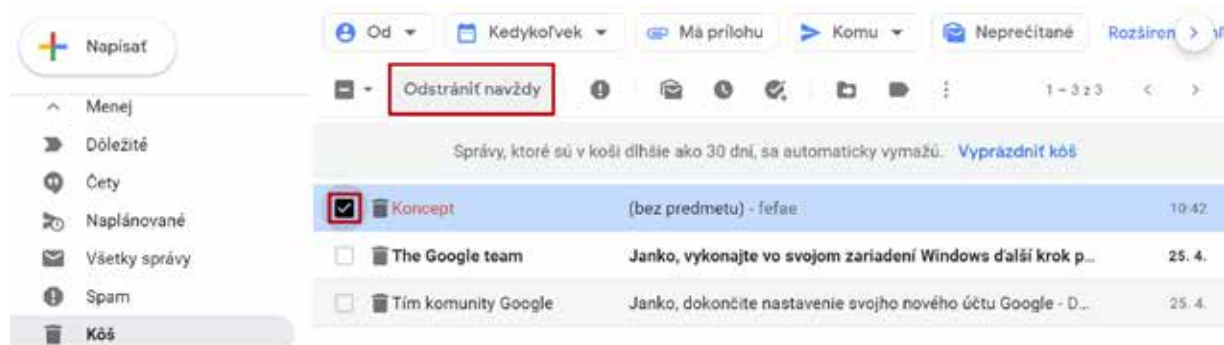 Napísať
Menej
Dôležité
Čety
Naplánované
Všetky správy
Spam
Kôš
Od Kedykoľvek Má prílohu Komu Neprečítané Rozšíren
Odstrániť navždy 1 – 3 z 3
Správy, ktoré sú v koši dlhšie ako 30 dní, sa automaticky vymažú. Vyprázdniť kôš
Koncept (bez predmetu) - fefae 10:42
The Google team Janko, vykonajte vo svojom zariadení Windows ďalší krok p... 25. 4.
Tím komunity Google Janko, dokončite nastavenie svojho nového účtu Google - D... 25. 4.